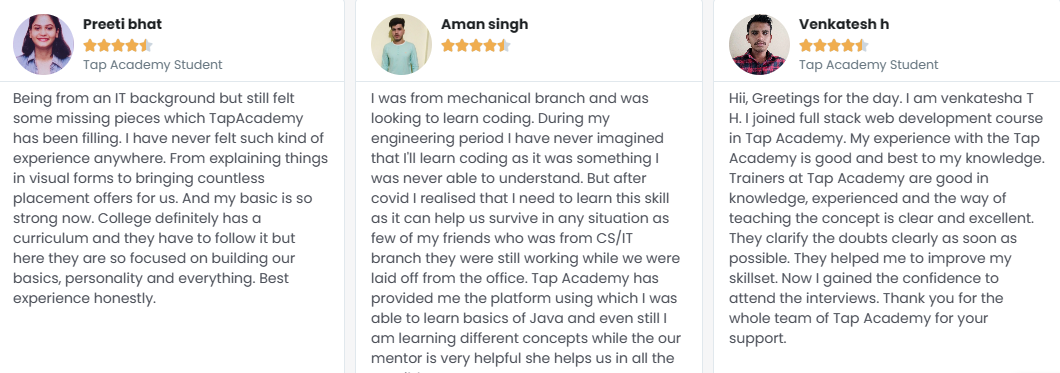 Preeti bhat
Tap Academy Student
Being from an IT background but still felt
some missing pieces which TapAcademy
has been filling. I have never felt such kind of
experience anywhere. From explaining things
in visual forms to bringing countless
placement offers for us. And my basic is so
strong now. College definitely has a
curriculum and they have to follow it but
here they are so focused on building our
basics, personality and everything. Best
experience honestly.
Aman singh
I was from mechanical branch and was
looking to learn coding. During my
engineering period I have never imagined
that I'll learn coding as it was something I
was never able to understand. But after
covid I realised that I need to learn this skill
as it can help us survive in any situation as
few of my friends who was from CS/IT
branch they were still working while we were
laid off from the office. Tap Academy has
provided me the platform using which I was
able to learn basics of Java and even still I
am learning different concepts while the our
mentor is very helpful she helps us in all the
Venkatesh h
Tap Academy Student
Hii, Greetings for the day. I am venkatesha T
H. I joined full stack web development course
in Tap Academy. My experience with the Tap
Academy is good and best to my knowledge.
Trainers at Tap Academy are good in
knowledge, experienced and the way of
teaching the concept is clear and excellent.
They clarify the doubts clearly as soon as
possible. They helped me to improve my
skillset. Now I gained the confidence to
attend the interviews. Thank you for the
whole team of Tap Academy for your
support.